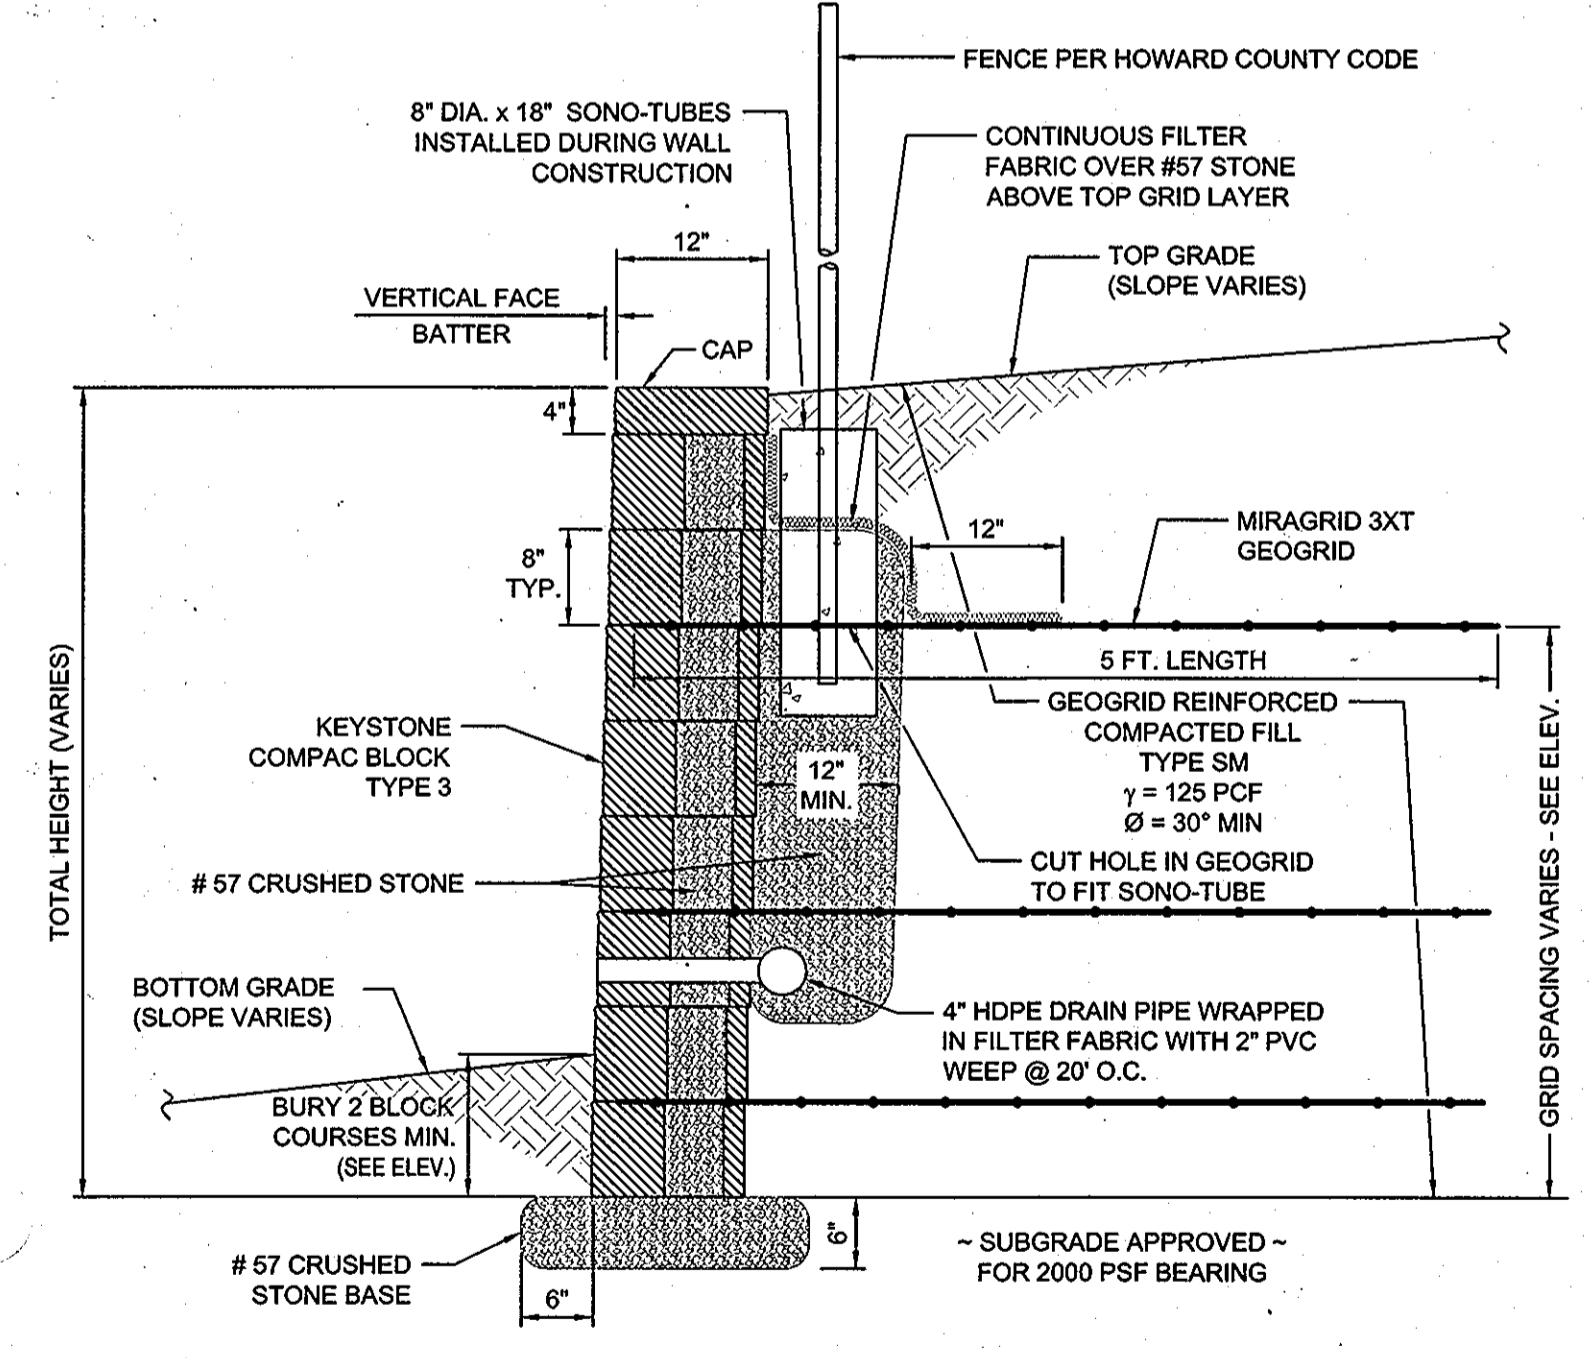 FENCE PER HOWARD COUNTY CODE
8" DIA. x 18" SONO-TUBES
INSTALLED DURING WALL
CONSTRUCTION
CONTINUOUS FILTER
FABRIC OVER #57 STONE
ABOVE TOP GRID LAYER
12"
TOP GRADE
(SLOPE VARIES)
VERTICAL FACE
BATTER
CAP
4"
8"
TYP.
12"
MIRAGRID 3XT
GEOGRID
5 FT. LENGTH
TOTAL HEIGHT (VARIES)
KEYSTONE
COMPAC BLOCK
TYPE 3
12"
MIN.
GEOGRID REINFORCED
COMPACTED FILL
TYPE SM
γ = 125 PCF
Ø = 30° MIN
GRID SPACING VARIES - SEE ELEV.
# 57 CRUSHED STONE
CUT HOLE IN GEOGRID
TO FIT SONO-TUBE
BOTTOM GRADE
(SLOPE VARIES)
4" HDPE DRAIN PIPE WRAPPED
IN FILTER FABRIC WITH 2" PVC
WEEP @ 20' O.C.
BURY 2 BLOCK
COURSES MIN.
(SEE ELEV.)
# 57 CRUSHED
STONE BASE
6"
6"
~ SUBGRADE APPROVED ~
FOR 2000 PSF BEARING